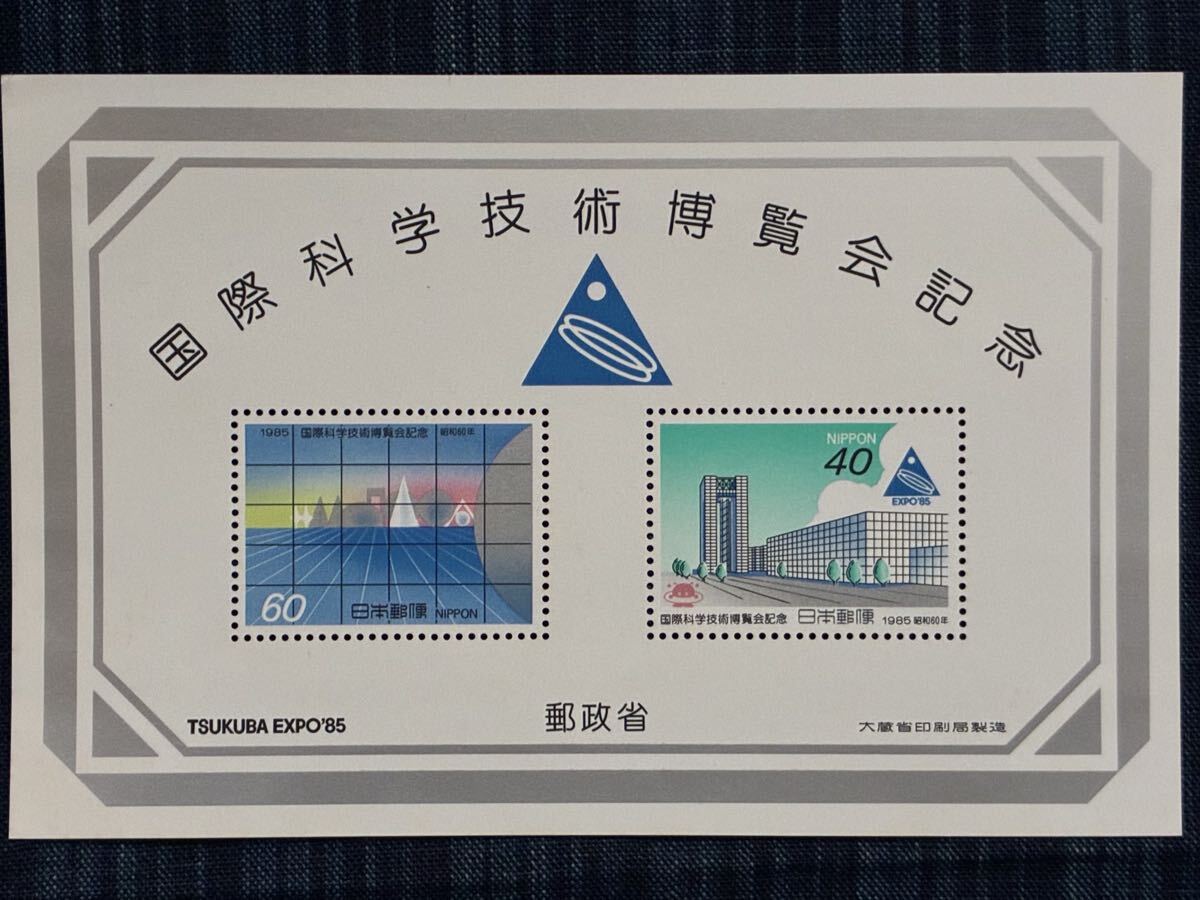 国際科学技術博覧会記念
1985 国際科学技術博覧会記念 昭和60年
60 日本郵便 NIPPON
NIPPON
40
EXPO'85
国際科学技術博覧会記念 日本郵便 1985 昭和60年
TSUKUBA EXPO'85
郵政省
大蔵省印刷局製造